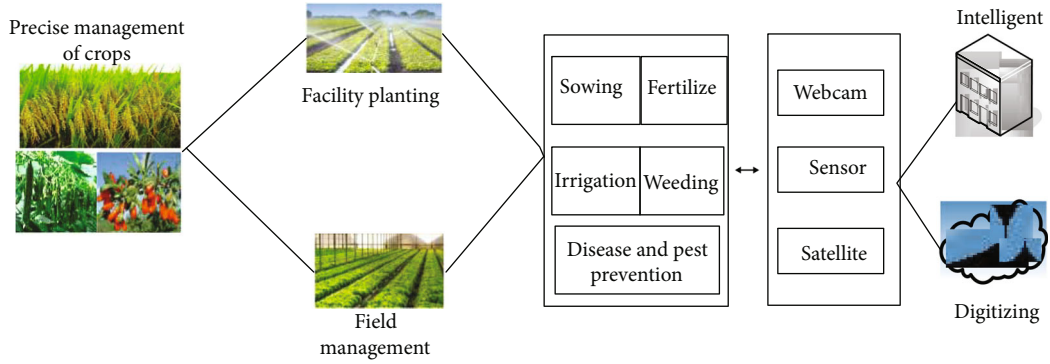 Precise management
of crops
Facility planting
Field
management
Sowing
Fertilize
Irrigation
Weeding
Disease and pest
prevention
Webcam
Sensor
Satellite
Intelligent
Digitizing